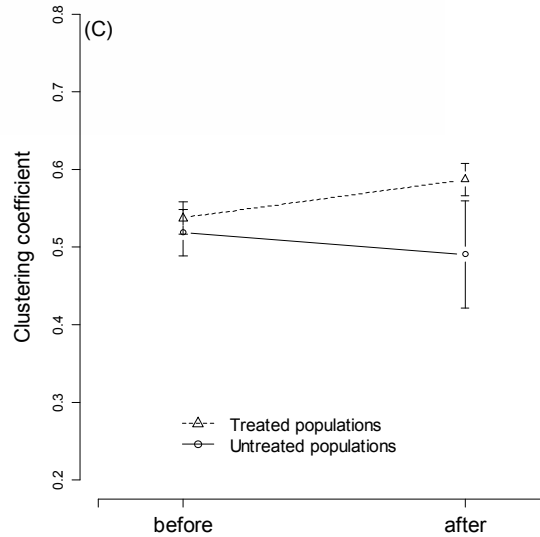 (C)
0.8
0.7
0.6
0.5
0.4
0.3
0.2
Clustering coefficient
Treated populations
Untreated populations
before
after